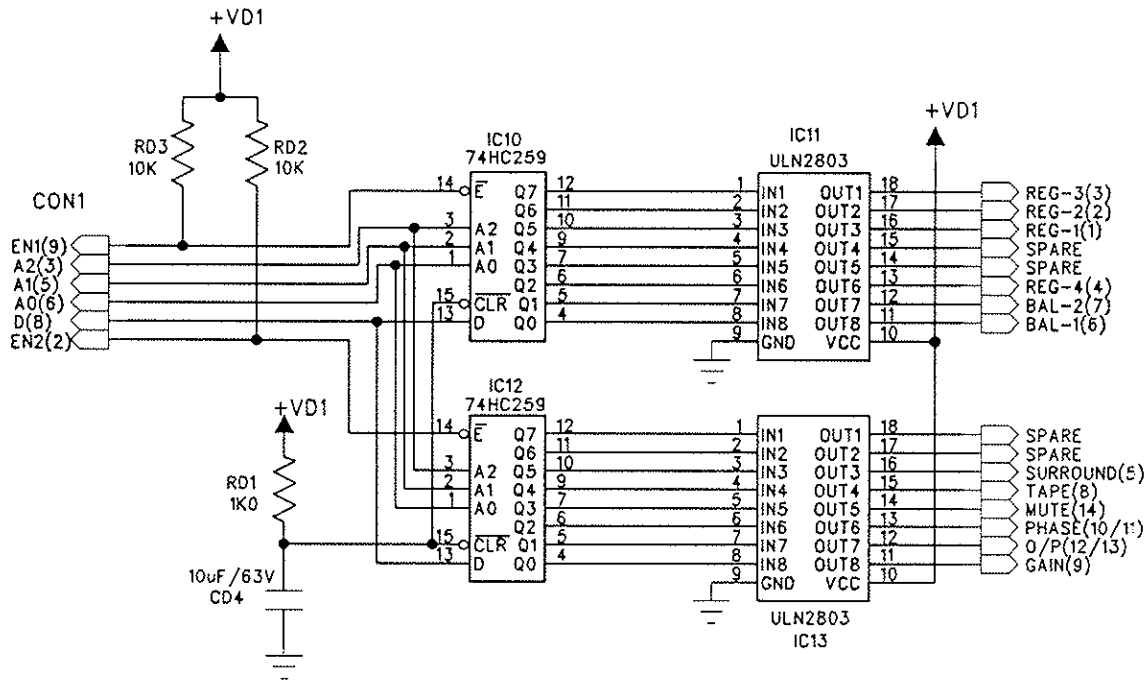 +VD1
RD3
10K
RD2
10K
CON1
EN1(9)
A2(3)
A1(5)
A0(6)
D(8)
EN2(2)
IC10
74HC259
14 E Q7 12
Q6 11
3 A2 Q5 10
2 A1 Q4 9
1 A0 Q3 7
Q2 6
15 CLR Q1 5
13 D Q0 4
IC11
ULN2803
1 IN1 OUT1 18
2 IN2 OUT2 17
3 IN3 OUT3 16
4 IN4 OUT4 15
5 IN5 OUT5 14
6 IN6 OUT6 13
7 IN7 OUT7 12
8 IN8 OUT8 11
9 GND VCC 10
+VD1
REG-3(3)
REG-2(2)
REG-1(1)
SPARE
SPARE
REG-4(4)
BAL-2(7)
BAL-1(6)
+VD1
RD1
1K0
10uF/63V
CD4
IC12
74HC259
14 E Q7 12
Q6 11
3 A2 Q5 10
2 A1 Q4 9
1 A0 Q3 7
Q2 6
15 CLR Q1 5
13 D Q0 4
1 IN1 OUT1 18
2 IN2 OUT2 17
3 IN3 OUT3 16
4 IN4 OUT4 15
5 IN5 OUT5 14
6 IN6 OUT6 13
7 IN7 OUT7 12
8 IN8 OUT8 11
9 GND VCC 10
ULN2803
IC13
SPARE
SPARE
SURROUND(5)
TAPE(8)
MUTE(14)
PHASE(10/11)
O/P(12/13)
GAIN(9)